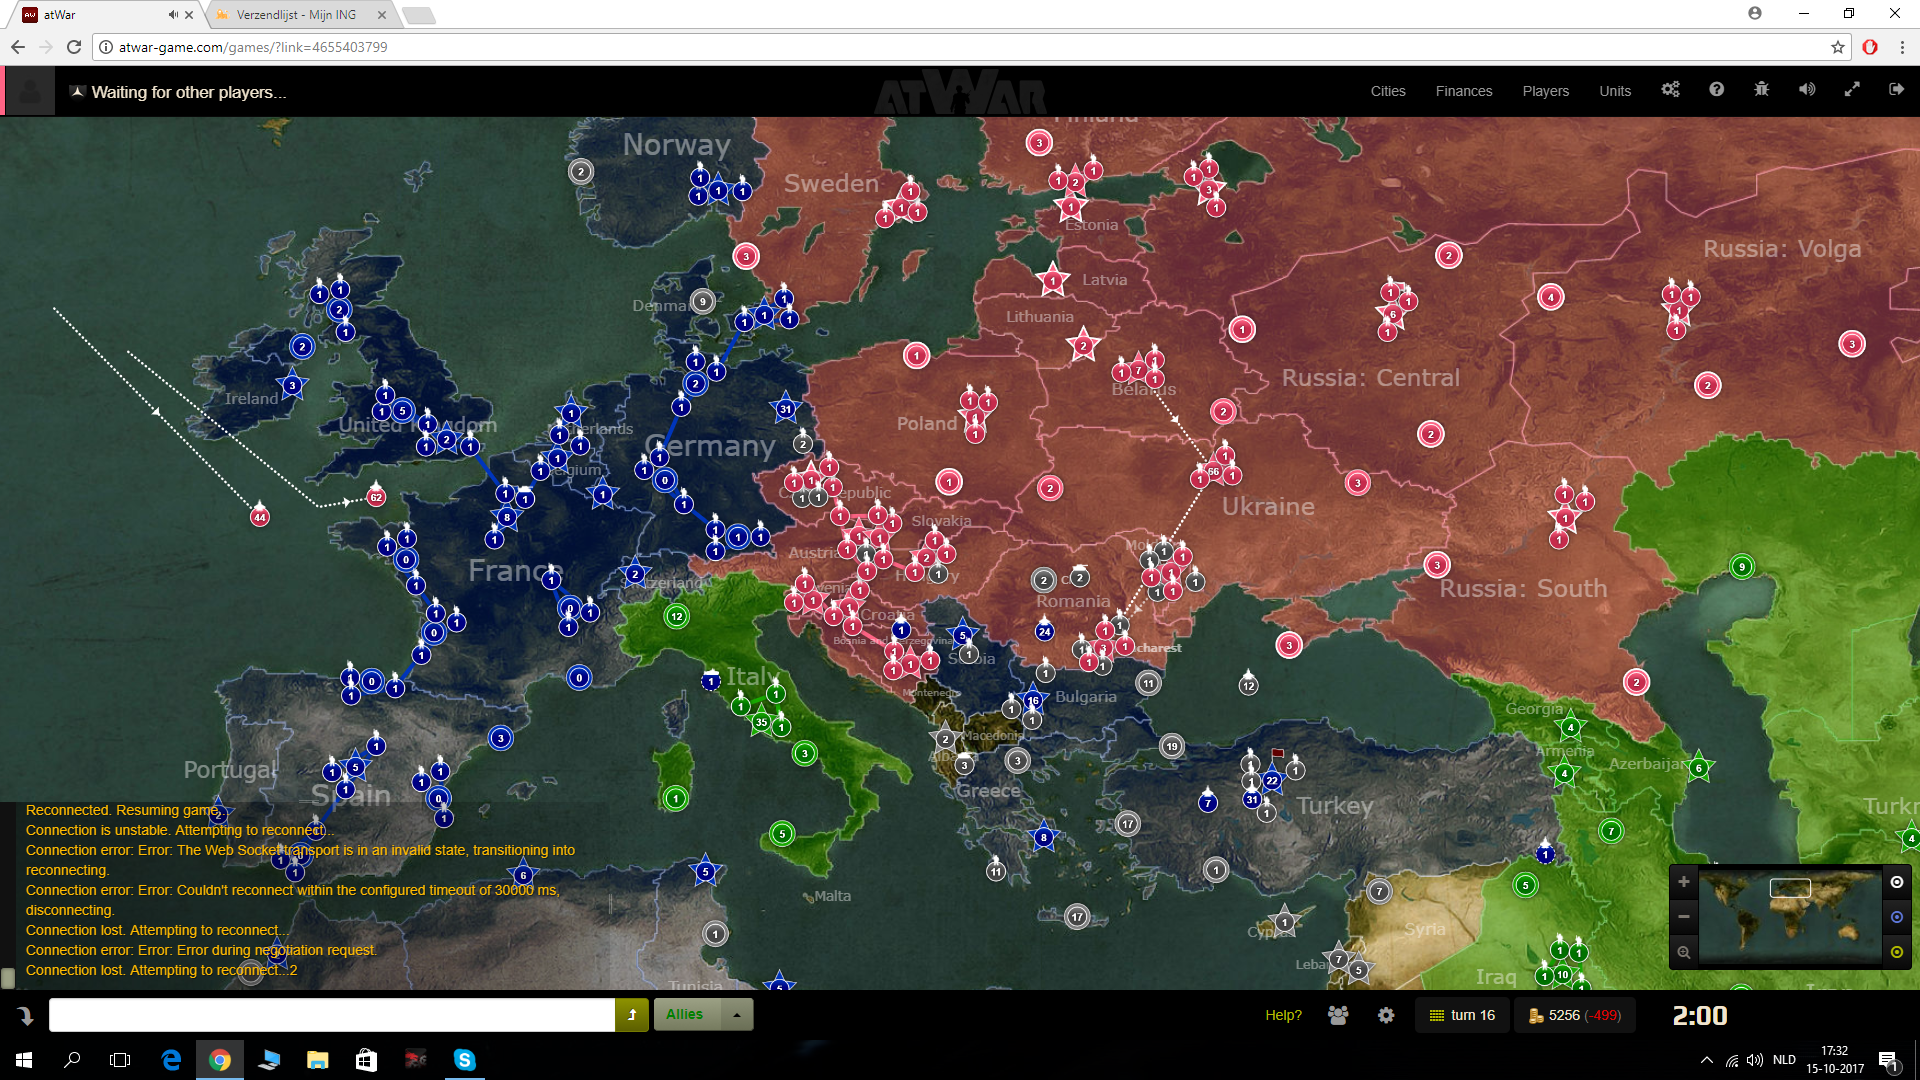 atWar
Verzendlijst - Mijn ING
atwar-game.com/games/?link=4655403799
Waiting for other players...
atWar
Cities
Finances
Players
Units
Finland
Norway
Sweden
Estonia
Russia: Volga
Latvia
Denmark
Lithuania
Russia: Central
Belarus
Ireland
United Kingdom
Netherlands
Poland
Germany
Belgium
Republic
Ukraine
Slovakia
France
Austria
Switzerland
Russia: South
Romania
Croatia
Bosnia and Herzegovina
Serbia
Bucharest
Italy
Montenegro
Bulgaria
Georgia
Macedonia
Armenia
Portugal
Azerbaijan
Spain
Greece
Turkey
Malta
Cyprus
Syria
Iraq
Tunisia
Reconnected. Resuming game...
Connection is unstable. Attempting to reconnect...
Connection error: Error: The Web Socket transport is in an invalid state, transitioning into
reconnecting.
Connection error: Error: Couldn't reconnect within the configured timeout of 30000 ms,
disconnecting.
Connection lost. Attempting to reconnect...
Connection error: Error: Error during negotiation request.
Connection lost. Attempting to reconnect...2
Allies
Help?
turn 16
5256 (-499)
2:00
NLD
17:32
15-10-2017